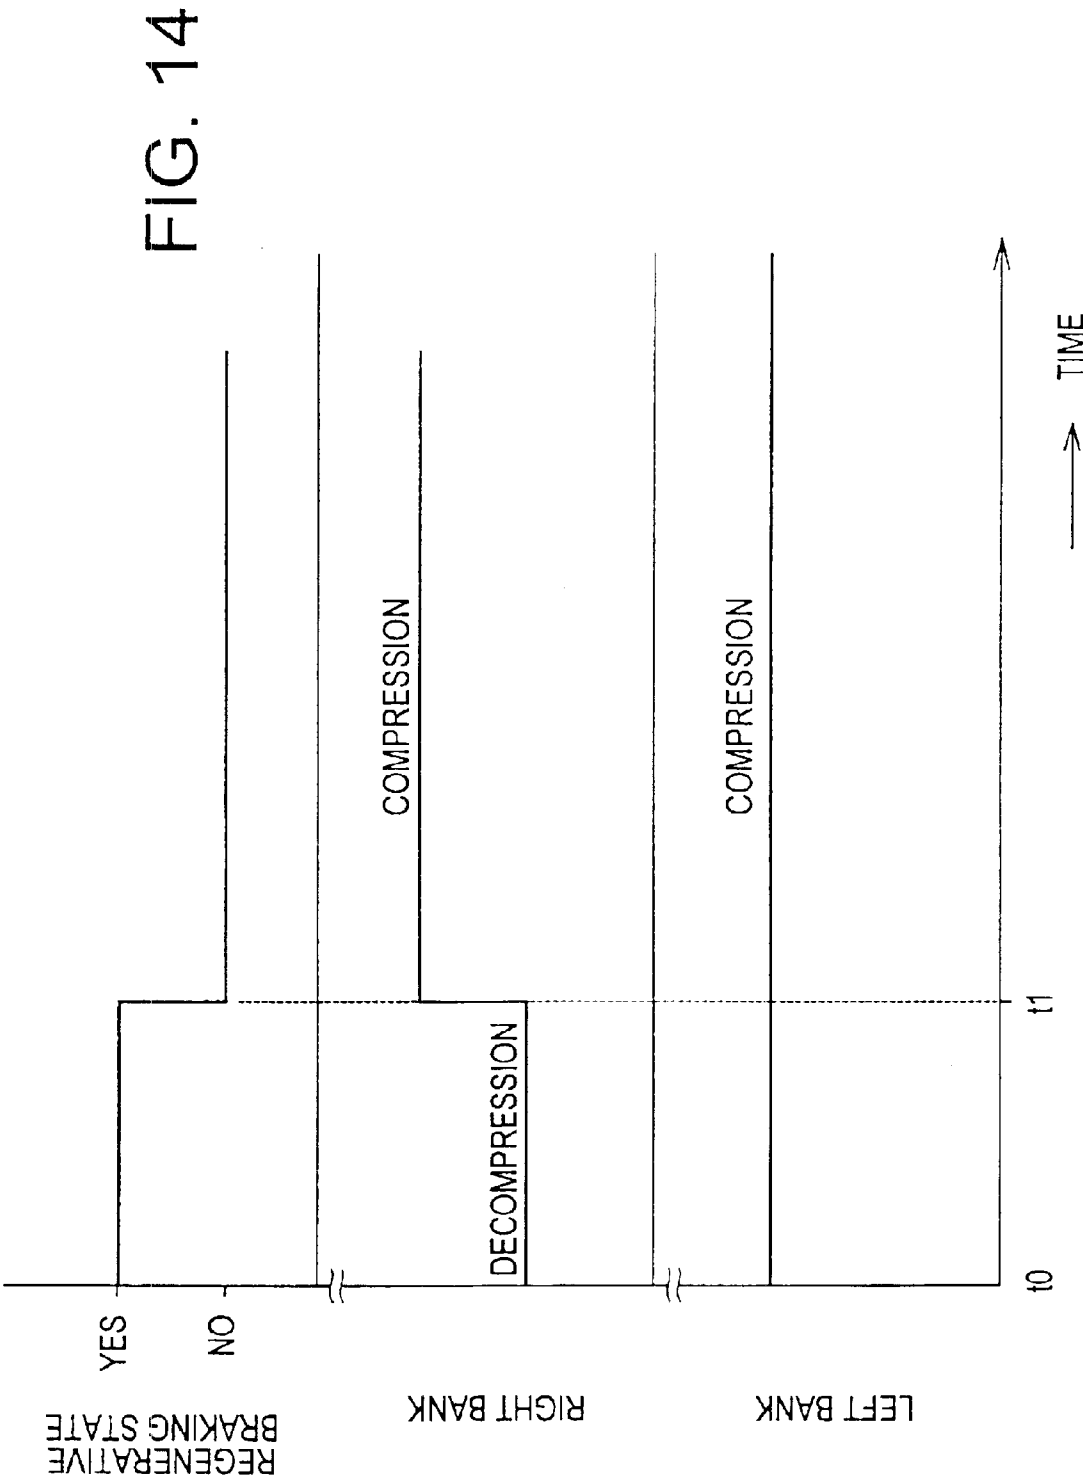 FIG. 14
REGENERATIVE
BRAKING STATE
YES
NO
RIGHT BANK
DECOMPRESSION
COMPRESSION
LEFT BANK
COMPRESSION
t0
t1
TIME